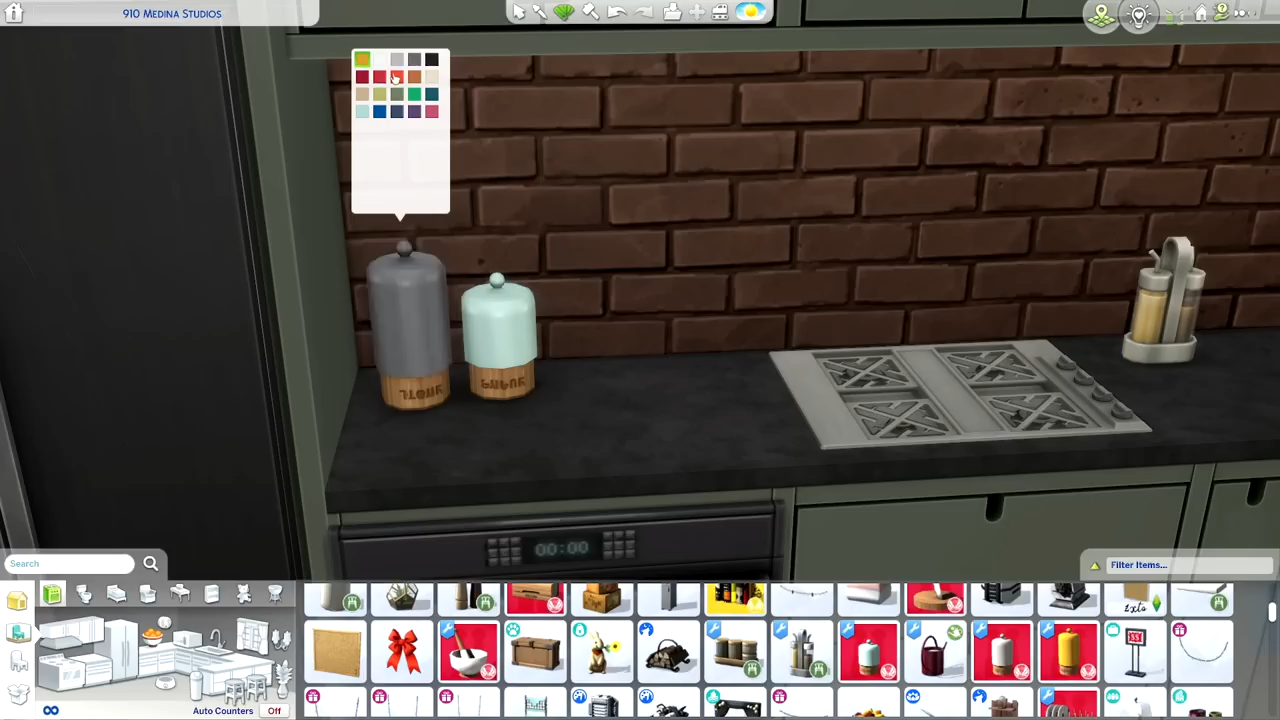 910 MEDINA STUDIOS
00:00
Search
Filter Items...
Auto Counters
Off